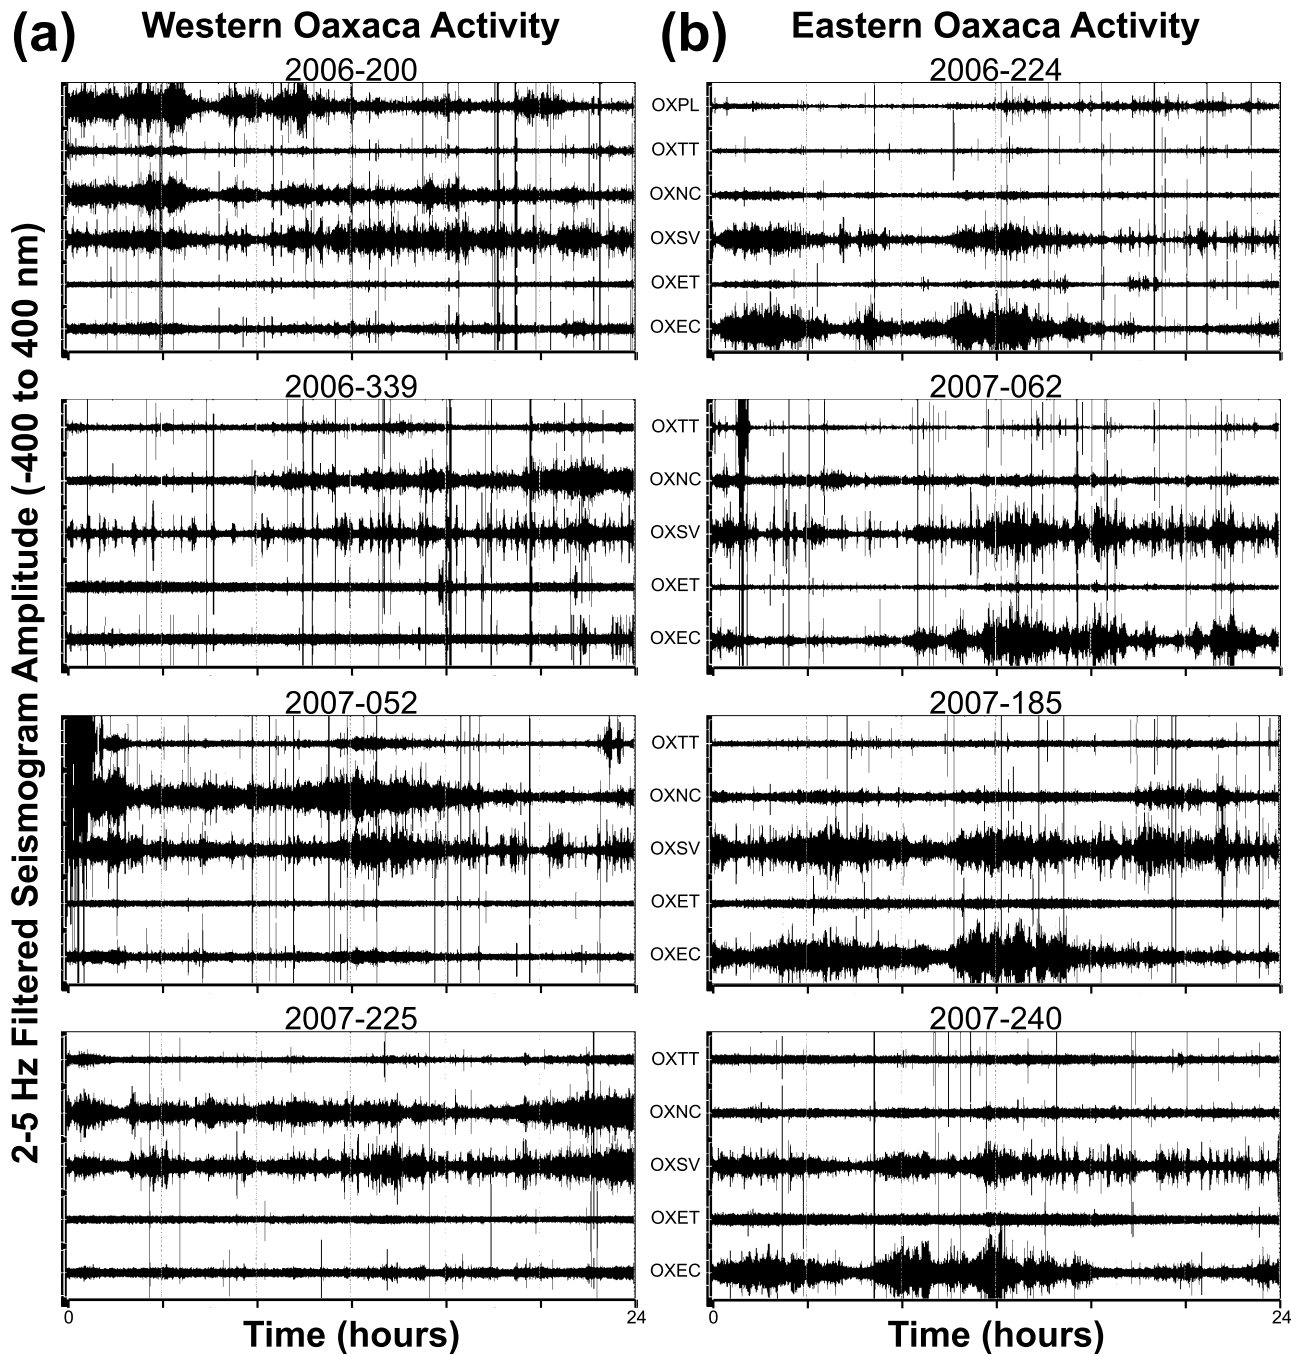 (a) Western Oaxaca Activity
(b) Eastern Oaxaca Activity
2-5 Hz Filtered Seismogram Amplitude (-400 to 400 nm)
2006-200
2006-224
OXPL
OXTT
OXNC
OXSV
OXET
OXEC
2006-339
2007-062
OXTT
OXNC
OXSV
OXET
OXEC
2007-052
2007-185
OXTT
OXNC
OXSV
OXET
OXEC
2007-225
2007-240
OXTT
OXNC
OXSV
OXET
OXEC
0 24 0 24
Time (hours) Time (hours)